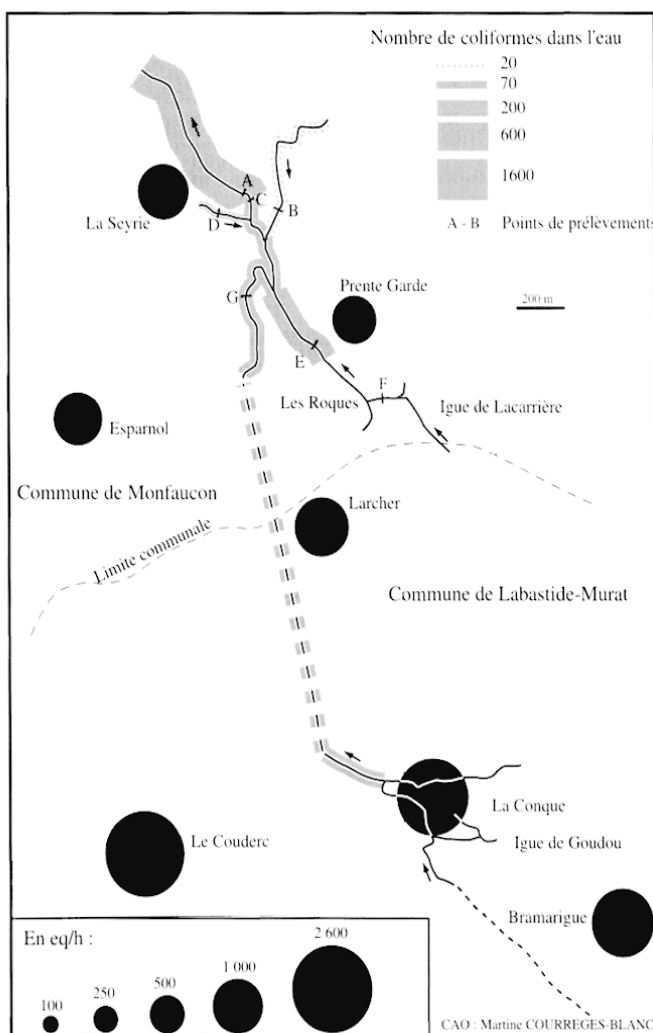 Nombre de coliformes dans l'eau
20
70
200
600
1600
A - B Points de prélèvements
200 m
A
C
B
D
La Seyrie
G
Prente Garde
E
F
Les Roques
Igue de Lacarrière
Esparnol
Commune de Monfaucon
Larcher
Limite communale
Commune de Labastide-Murat
La Conque
Le Couderc
Igue de Goudou
Bramarigue
En eq/h :
100
250
500
1 000
2 600
CAO : Martine COURREGES-BLANC